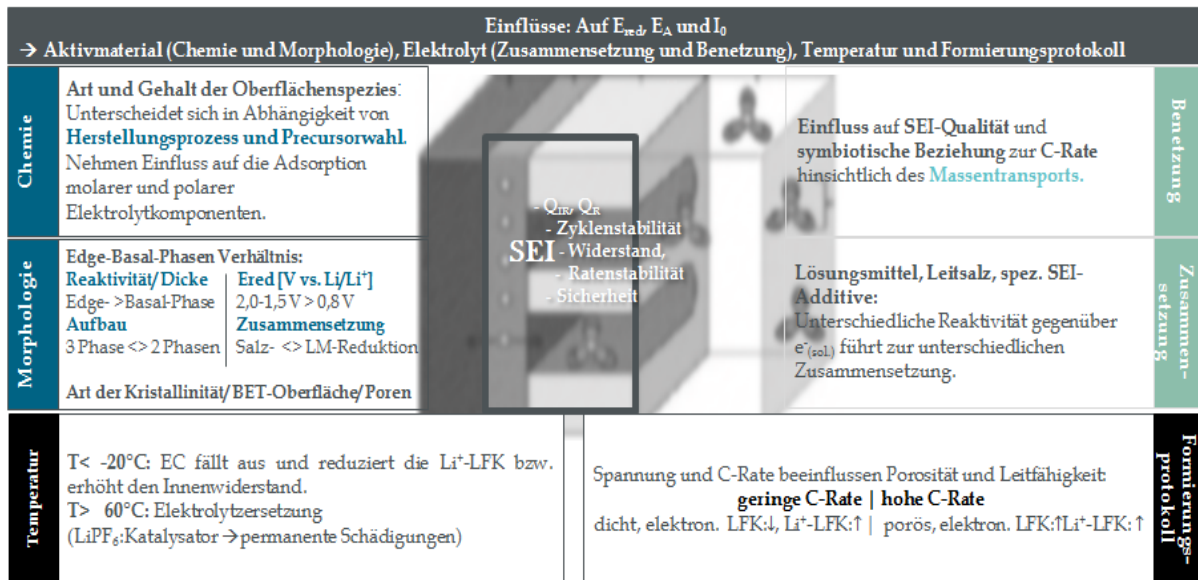 Einflüsse: Auf E_red, E_A und I_0
→ Aktivmaterial (Chemie und Morphologie), Elektrolyt (Zusammensetzung und Benetzung), Temperatur und Formierungsprotokoll
Chemie
Art und Gehalt der Oberflächenspezies:
Unterscheidet sich in Abhängigkeit von
Herstellungsprozess und Precursorwahl.
Nehmen Einfluss auf die Adsorption
molarer und polarer
Elektrolytkomponenten.
Morphologie
Edge-Basal-Phasen Verhältnis:
Reaktivität/ Dicke
Edge- >Basal-Phase
Aufbau
3 Phase <> 2 Phasen
Ered [V vs. Li/Li⁺]
2,0-1,5 V > 0,8 V
Zusammensetzung
Salz- <> LM-Reduktion
Art der Kristallinität/ BET-Oberfläche/ Poren
SEI
- Q_IR, Q_R
- Zyklenstabilität
- Widerstand,
- Ratenstabilität
- Sicherheit
Einfluss auf SEI-Qualität und
symbiotische Beziehung zur C-Rate
hinsichtlich des Massentransports.
Benetzung
Lösungsmittel, Leitsalz, spez. SEI-
Additive:
Unterschiedliche Reaktivität gegenüber
e⁻(sol.) führt zur unterschiedlichen
Zusammensetzung.
Zusammen-
setzung
Temperatur
T< -20°C: EC fällt aus und reduziert die Li⁺-LFK bzw.
erhöht den Innenwiderstand.
T> 60°C: Elektrolytzersetzung
(LiPF₆:Katalysator →permanente Schädigungen)
Spannung und C-Rate beeinflussen Porosität und Leitfähigkeit:
geringe C-Rate | hohe C-Rate
dicht, elektron. LFK:↓, Li⁺-LFK:↑ | porös, elektron. LFK:↑Li⁺-LFK: ↑
Formierungs-
protokoll